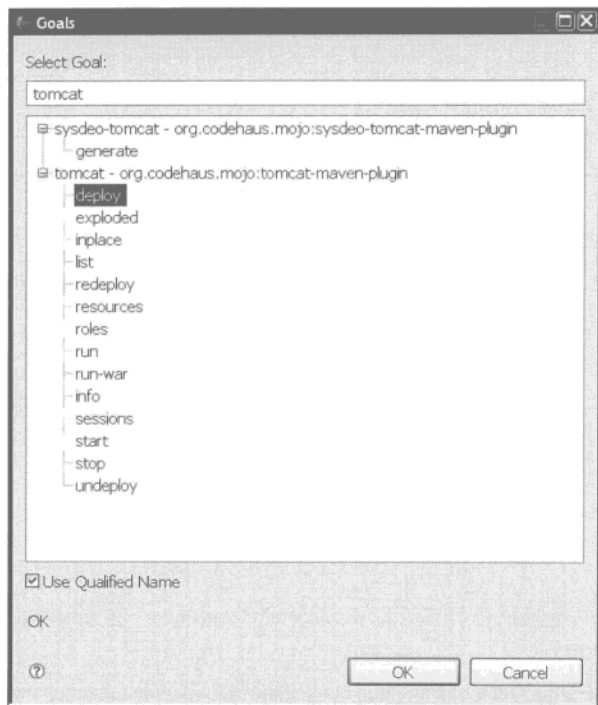 Goals
Select Goal:
tomcat
sysdeo-tomcat - org.codehaus.mojo:sysdeo-tomcat-maven-plugin
generate
tomcat - org.codehaus.mojo:tomcat-maven-plugin
deploy
exploded
inplace
list
redeploy
resources
roles
run
run-war
info
sessions
start
stop
undeploy
Use Qualified Name
OK
OK Cancel